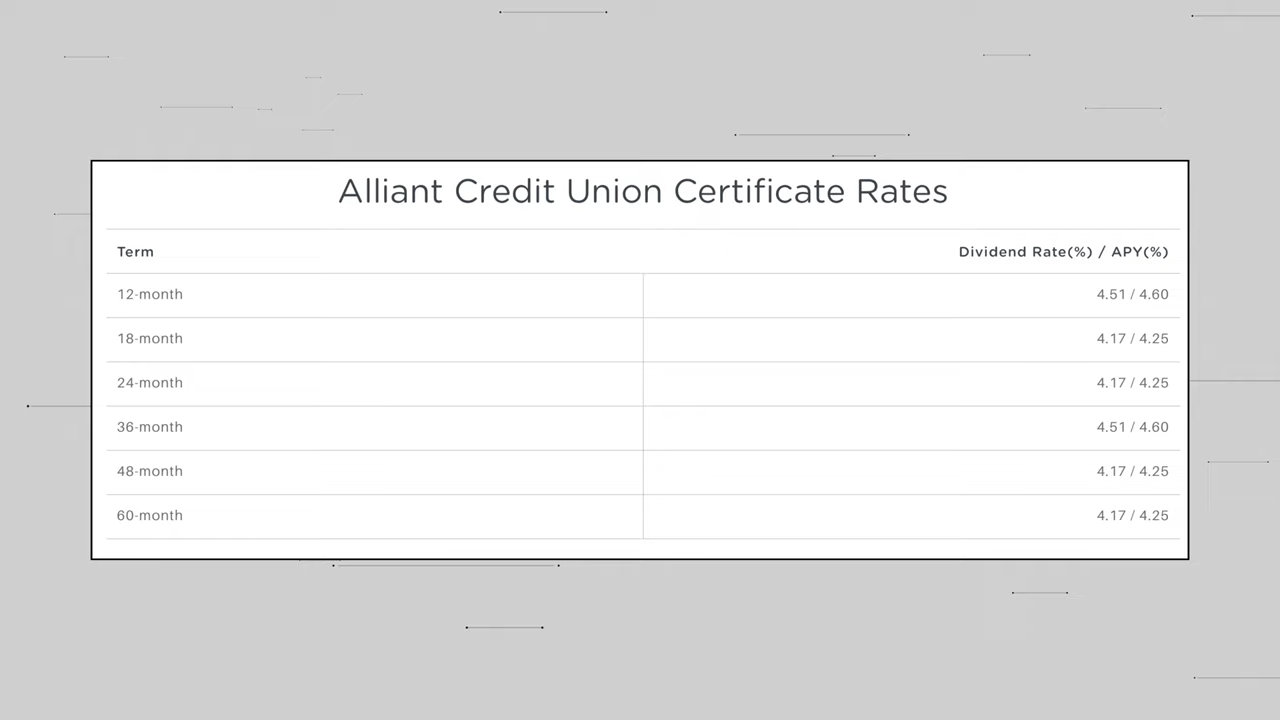 Alliant Credit Union Certificate Rates
Term Dividend Rate(%) / APY(%)
12-month 4.51 / 4.60
18-month 4.17 / 4.25
24-month 4.17 / 4.25
36-month 4.51 / 4.60
48-month 4.17 / 4.25
60-month 4.17 / 4.25